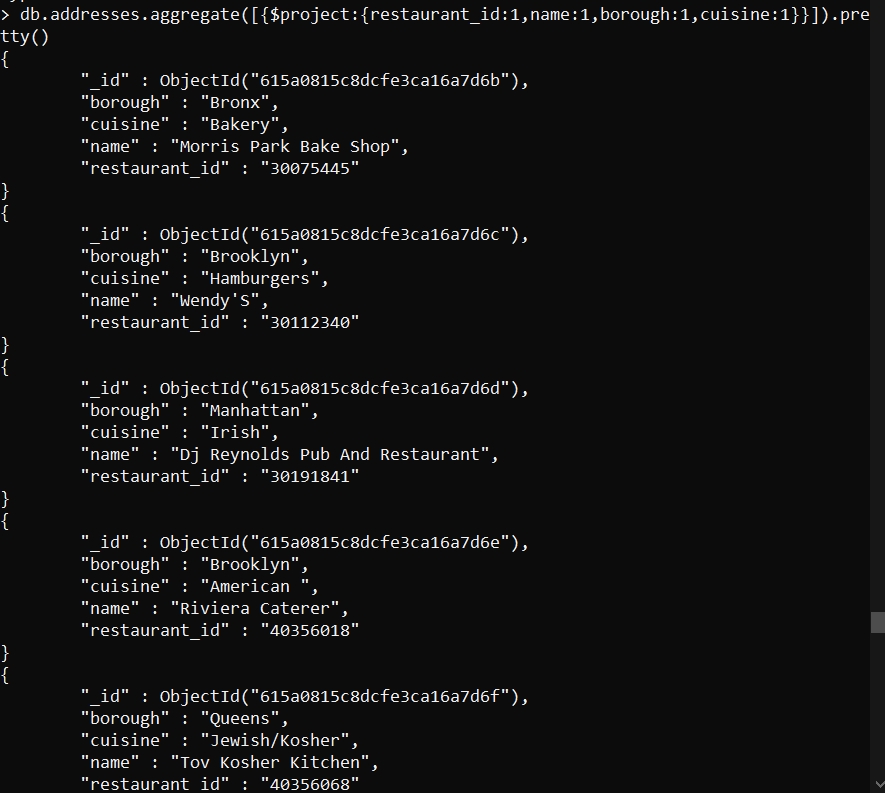 > db.addresses.aggregate([{$project:{restaurant_id:1,name:1,borough:1,cuisine:1}}]).pre
tty()
{
"_id" : ObjectId("615a0815c8dcfe3ca16a7d6b"),
"borough" : "Bronx",
"cuisine" : "Bakery",
"name" : "Morris Park Bake Shop",
"restaurant_id" : "30075445"
}
{
"_id" : ObjectId("615a0815c8dcfe3ca16a7d6c"),
"borough" : "Brooklyn",
"cuisine" : "Hamburgers",
"name" : "Wendy'S",
"restaurant_id" : "30112340"
}
{
"_id" : ObjectId("615a0815c8dcfe3ca16a7d6d"),
"borough" : "Manhattan",
"cuisine" : "Irish",
"name" : "Dj Reynolds Pub And Restaurant",
"restaurant_id" : "30191841"
}
{
"_id" : ObjectId("615a0815c8dcfe3ca16a7d6e"),
"borough" : "Brooklyn",
"cuisine" : "American ",
"name" : "Riviera Caterer",
"restaurant_id" : "40356018"
}
{
"_id" : ObjectId("615a0815c8dcfe3ca16a7d6f"),
"borough" : "Queens",
"cuisine" : "Jewish/Kosher",
"name" : "Tov Kosher Kitchen",
"restaurant_id" : "40356068"